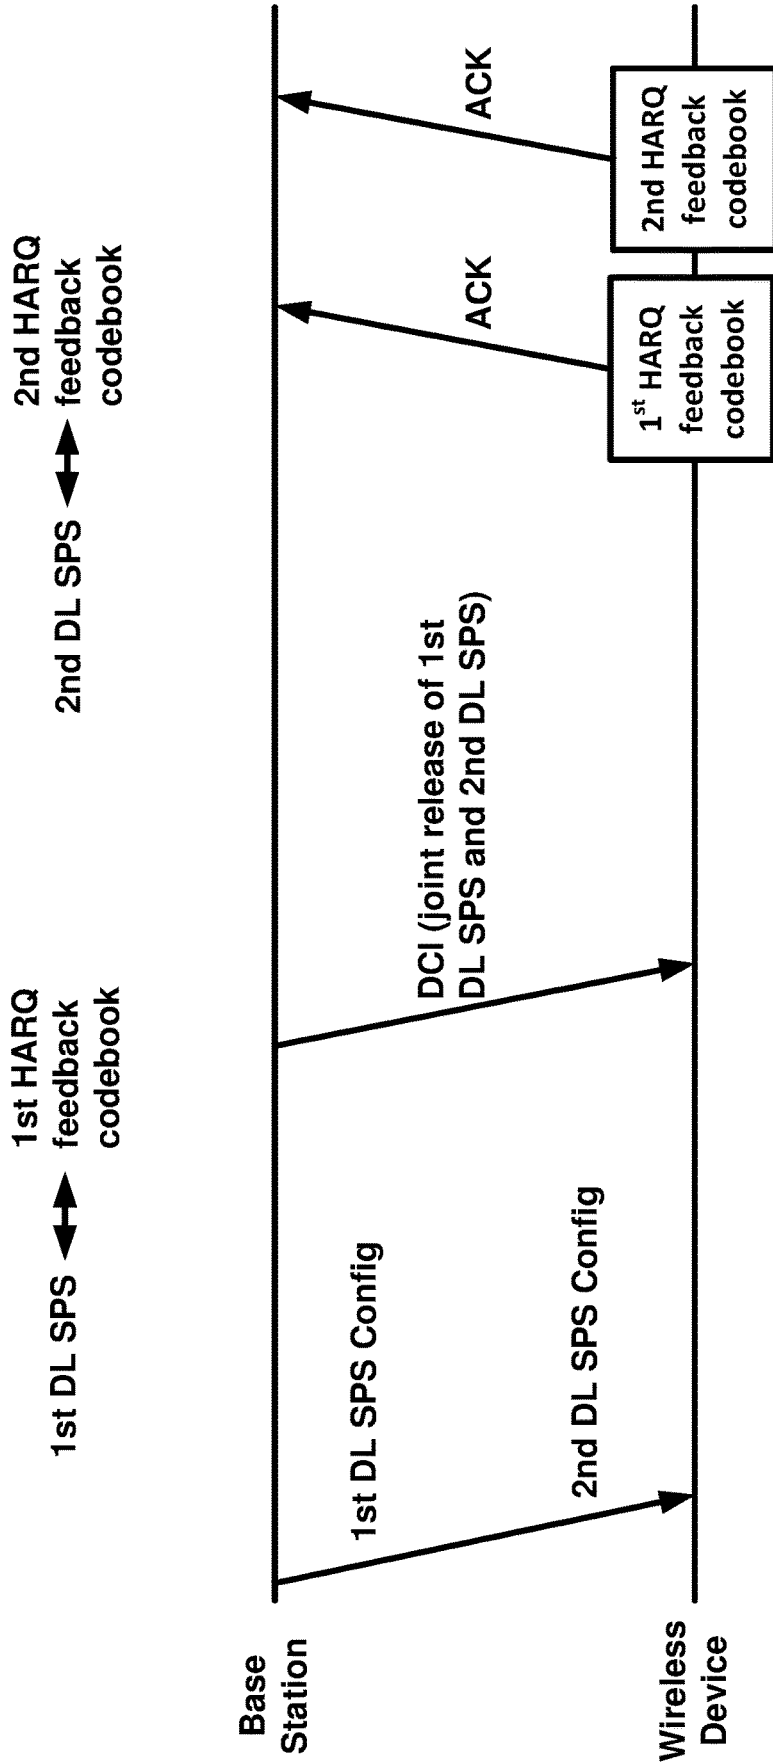 1st DL SPS
1st HARQ
feedback
codebook
2nd DL SPS
2nd HARQ
feedback
codebook
Base
Station
1st DL SPS Config
2nd DL SPS Config
DCI (joint release of 1st
DL SPS and 2nd DL SPS)
ACK
ACK
Wireless
Device
1st HARQ
feedback
codebook
2nd HARQ
feedback
codebook